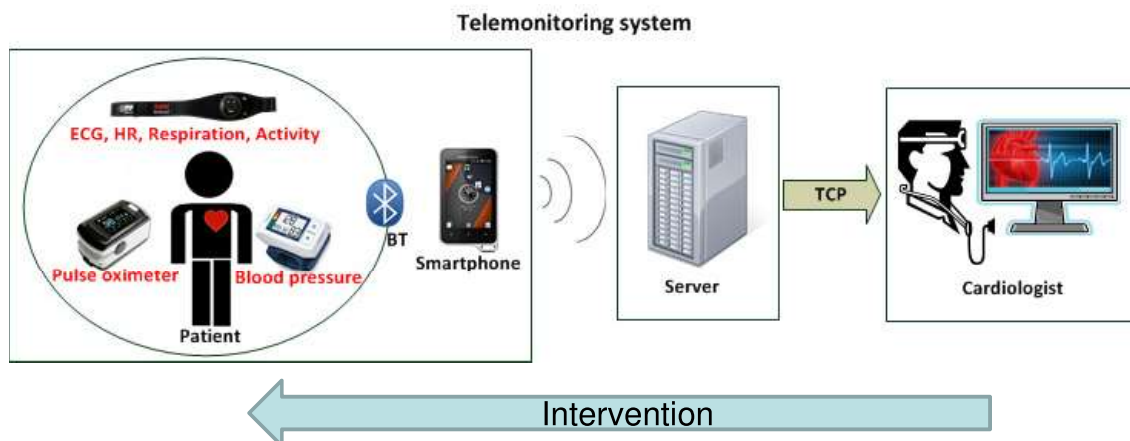 Telemonitoring system
ECG, HR, Respiration, Activity
Pulse oximeter
Blood pressure
Patient
BT
Smartphone
Server
TCP
Cardiologist
Intervention